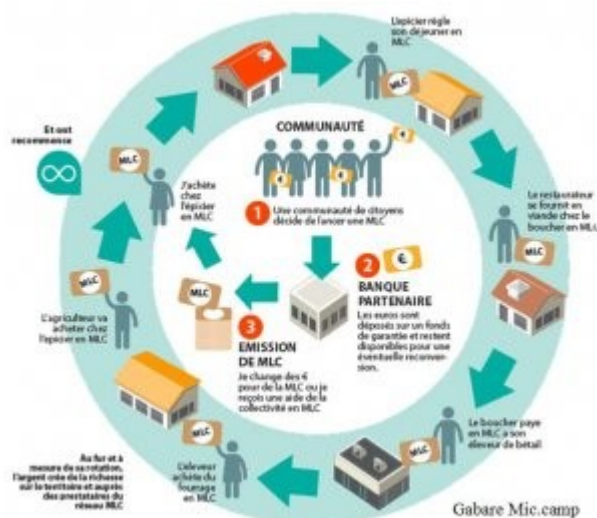 L'épicier règle
son déjeuner en
MLC
MLC
COMMUNAUTÉ
€
€
€
1
Une communauté de citoyens
décide de lancer une MLC
Et on
recommence
MLC
J'achète
chez
l'épicier
en MLC
Le restaurateur
se fournit en
viande chez le
boucher en MLC
MLC
2
€
BANQUE
PARTENAIRE
Les euros sont
déposés sur un fonds
de garantie et restent
disponibles pour une
éventuelle reconver-
sion.
MLC
3
EMISSION
DE MLC
Je change des €
pour de la MLC ou je
reçois une aide de la
collectivité en MLC
MLC
L'agriculteur va
acheter chez
l'épicier en MLC
Le boucher paye
en MLC a son
éleveur de bétail
MLC
MLC
L'éleveur
achète du
fourrage
en MLC
Au fur et à
mesure de sa rotation,
l'argent crée de la richesse
sur le territoire et auprès
des prestataires du
réseau MLC
Gabare Mic.camp